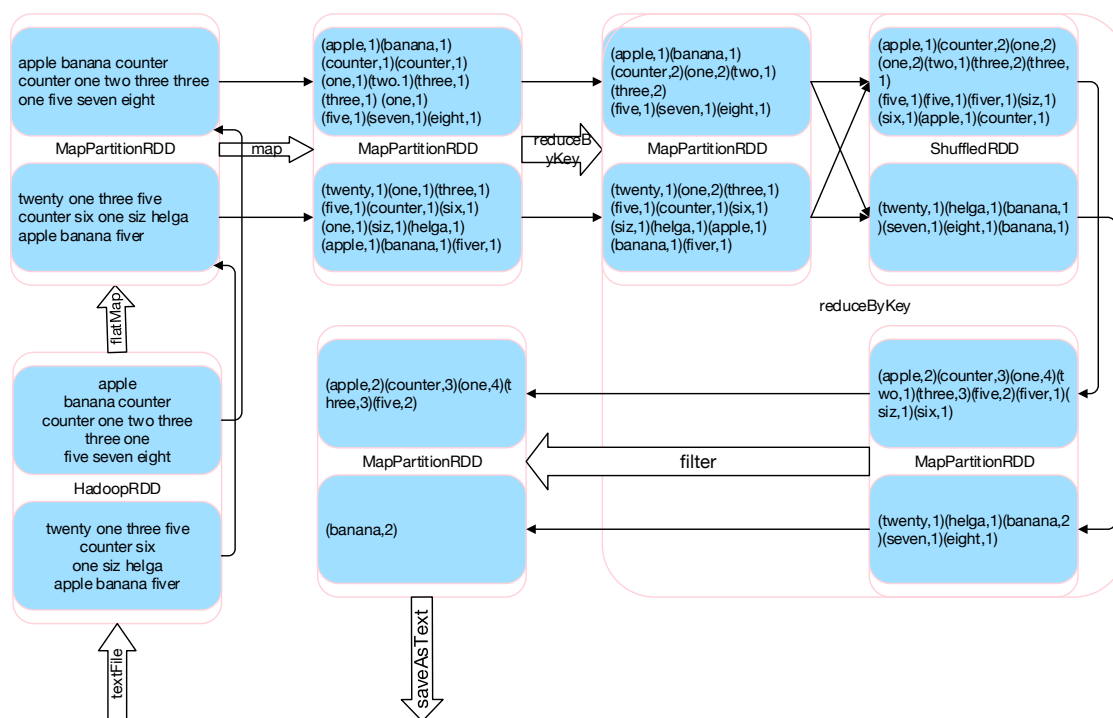 apple banana counter
counter one two three three
one five seven eight
MapPartitionRDD
twenty one three five
counter six one siz helga
apple banana fiver
map
(apple,1)(banana,1)
(counter,1)(counter,1)
(one,1)(two.1)(three,1)
(three,1) (one,1)
(five,1)(seven,1)(eight,1)
MapPartitionRDD
(twenty,1)(one,1)(three,1)
(five,1)(counter,1)(six,1)
(one,1)(siz,1)(helga,1)
(apple,1)(banana,1)(fiver,1)
reduceB
yKey
(apple,1)(banana,1)
(counter,2)(one,2)(two,1)
(three,2)
(five,1)(seven,1)(eight,1)
MapPartitionRDD
(twenty,1)(one,2)(three,1)
(five,1)(counter,1)(six,1)
(siz,1)(helga,1)(apple,1)
(banana,1)(fiver,1)
(apple,1)(counter,2)(one,2)
(one,2)(two,1)(three,2)(three,
1)
(five,1)(five,1)(fiver,1)(siz,1)
(six,1)(apple,1)(counter,1)
ShuffledRDD
(twenty,1)(helga,1)(banana,1
)(seven,1)(eight,1)(banana,1)
reduceByKey
flatMap
apple
banana counter
counter one two three
three one
five seven eight
HadoopRDD
twenty one three five
counter six
one siz helga
apple banana fiver
textFile
(apple,2)(counter,3)(one,4)(t
hree,3)(five,2)
MapPartitionRDD
(banana,2)
saveAsText
filter
(apple,2)(counter,3)(one,4)(t
wo,1)(three,3)(five,2)(fiver,1)(
siz,1)(six,1)
MapPartitionRDD
(twenty,1)(helga,1)(banana,2
)(seven,1)(eight,1)